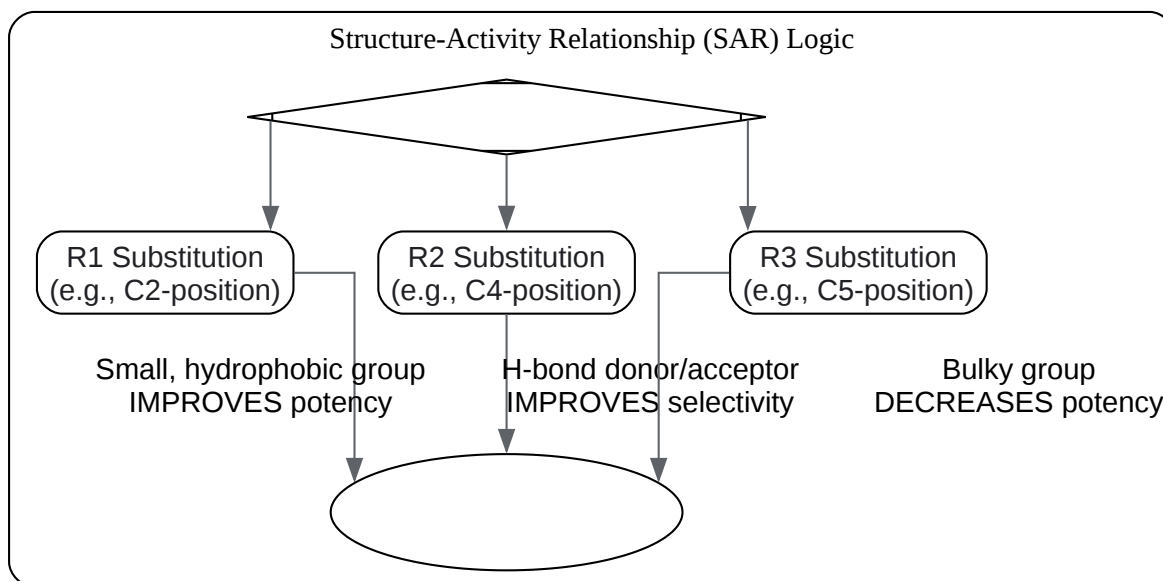 Structure-Activity Relationship (SAR) Logic
R1 Substitution
(e.g., C2-position)
R2 Substitution
(e.g., C4-position)
R3 Substitution
(e.g., C5-position)
Small, hydrophobic group
IMPROVES potency
H-bond donor/acceptor
IMPROVES selectivity
Bulky group
DECREASES potency